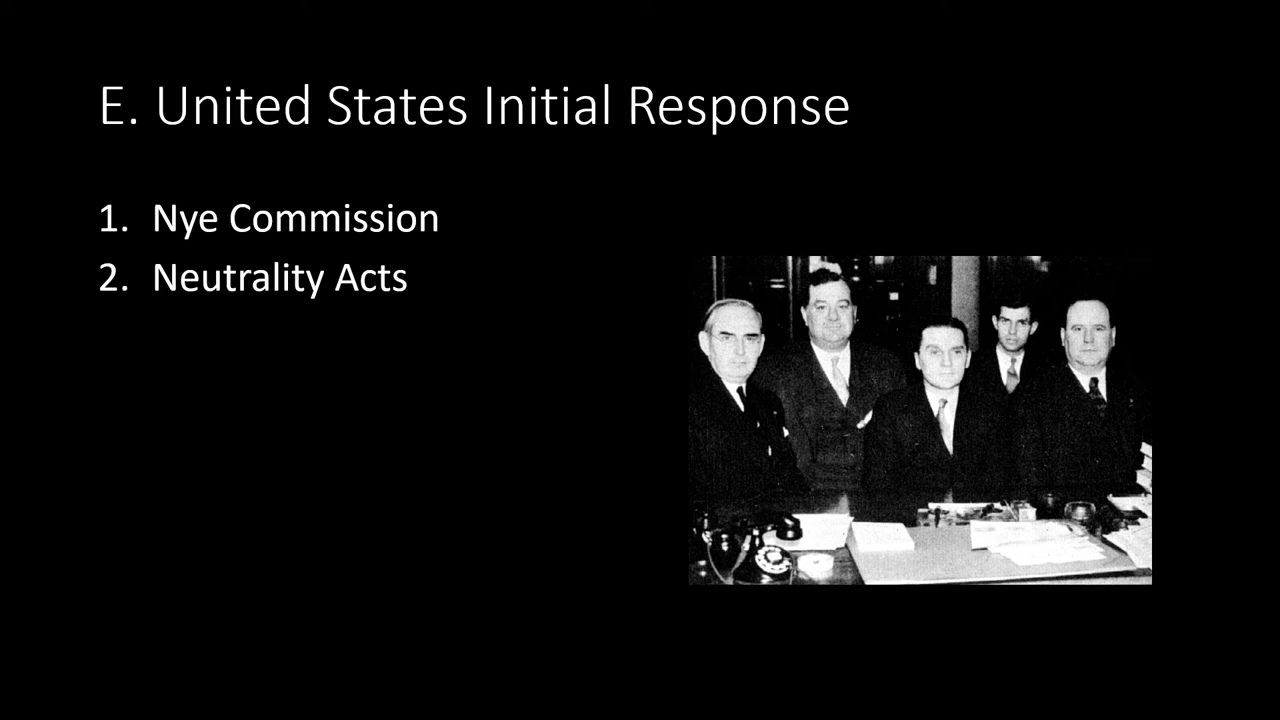 E. United States Initial Response
1. Nye Commission
2. Neutrality Acts